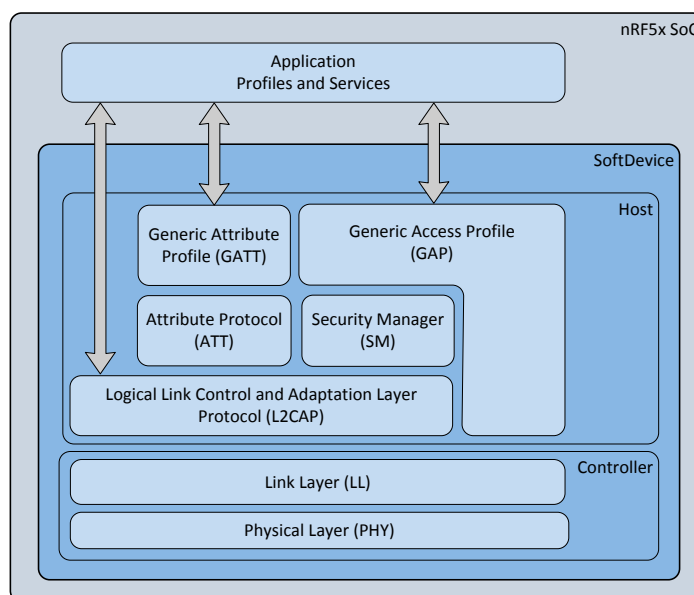 nRF5x SoC
Application
Profiles and Services
SoftDevice
Host
Generic Attribute
Profile (GATT)
Generic Access Profile
(GAP)
Attribute Protocol
(ATT)
Security Manager
(SM)
Logical Link Control and Adaptation Layer
Protocol (L2CAP)
Controller
Link Layer (LL)
Physical Layer (PHY)